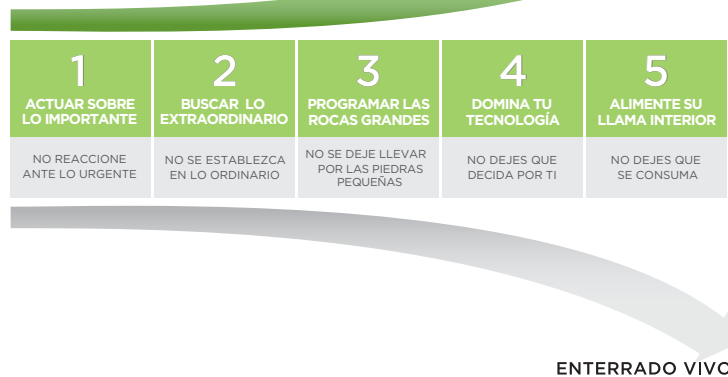 1
ACTUAR SOBRE
LO IMPORTANTE
NO REACCIONE
ANTE LO URGENTE
2
BUSCAR LO
EXTRAORDINARIO
NO SE ESTABLEZCA
EN LO ORDINARIO
3
PROGRAMAR LAS
ROCAS GRANDES
NO SE DEJE LLEVAR
POR LAS PIEDRAS
PEQUEÑAS
4
DOMINA TU
TECNOLOGÍA
NO DEJES QUE
DECIDA POR TI
5
ALIMENTE SU
LLAMA INTERIOR
NO DEJES QUE
SE CONSUMA
ENTERRADO VIVO